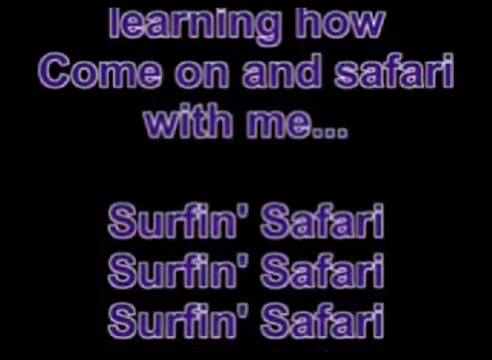 learning how
Come on and safari
with me...
Surfin' Safari
Surfin' Safari
Surfin' Safari